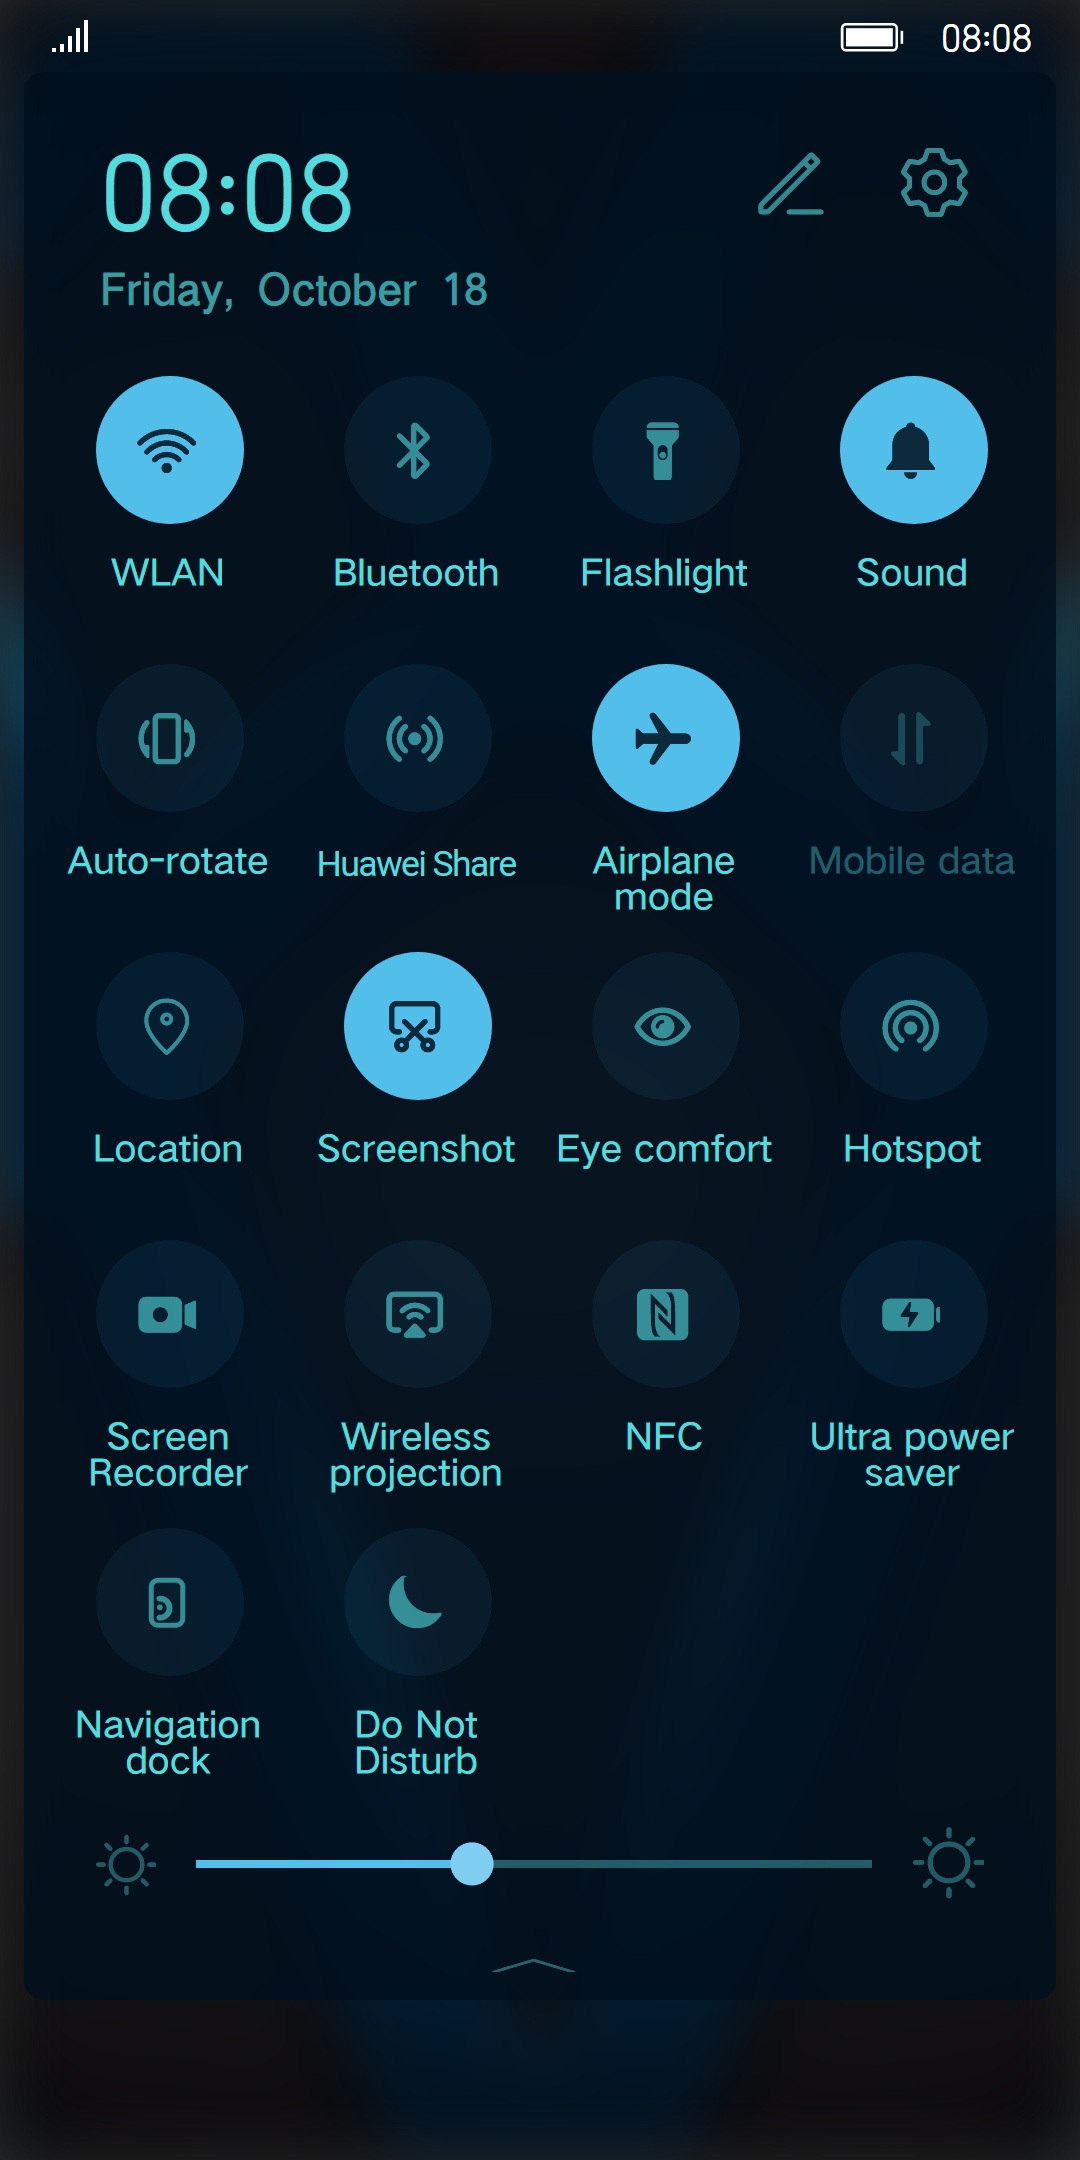 08:08
08:08
Friday, October 18
WLAN
Bluetooth
Flashlight
Sound
Auto-rotate
Huawei Share
Airplane
mode
Mobile data
Location
Screenshot
Eye comfort
Hotspot
Screen
Recorder
Wireless
projection
NFC
Ultra power
saver
Navigation
dock
Do Not
Disturb